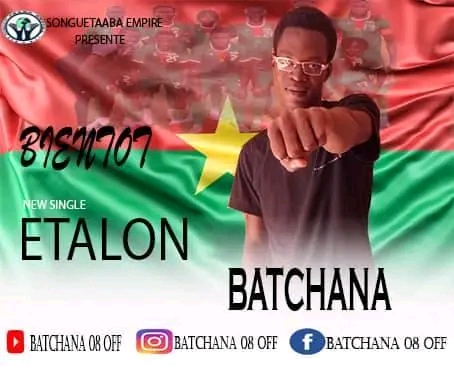 SONGUETAABA EMPIRE
PRESENTE
BIENTOT
NEW SINGLE
ETALON
BATCHANA
BATCHANA 08 OFF
BATCHANA 08 OFF
BATCHANA 08 OFF